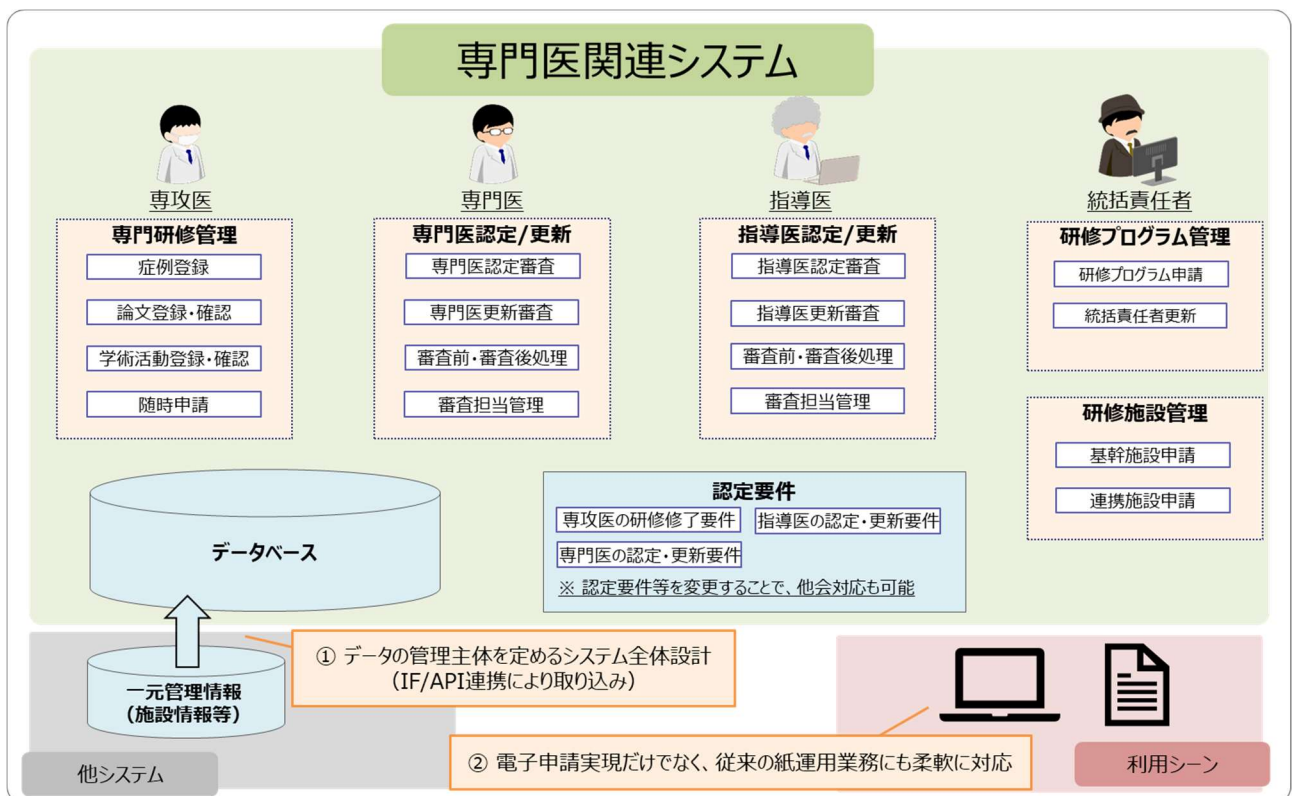 専門医関連システム
専攻医
専門研修管理
症例登録
論文登録・確認
学術活動登録・確認
随時申請
専門医
専門医認定/更新
専門医認定審査
専門医更新審査
審査前・審査後処理
審査担当管理
指導医
指導医認定/更新
指導医認定審査
指導医更新審査
審査前・審査後処理
審査担当管理
統括責任者
研修プログラム管理
研修プログラム申請
統括責任者更新
研修施設管理
基幹施設申請
連携施設申請
データベース
認定要件
専攻医の研修修了要件
指導医の認定・更新要件
専門医の認定・更新要件
※ 認定要件等を変更することで、他会対応も可能
一元管理情報
(施設情報等)
他システム
① データの管理主体を定めるシステム全体設計
（IF/API連携により取り込み）
② 電子申請実現だけでなく、従来の紙運用業務にも柔軟に対応
利用シーン